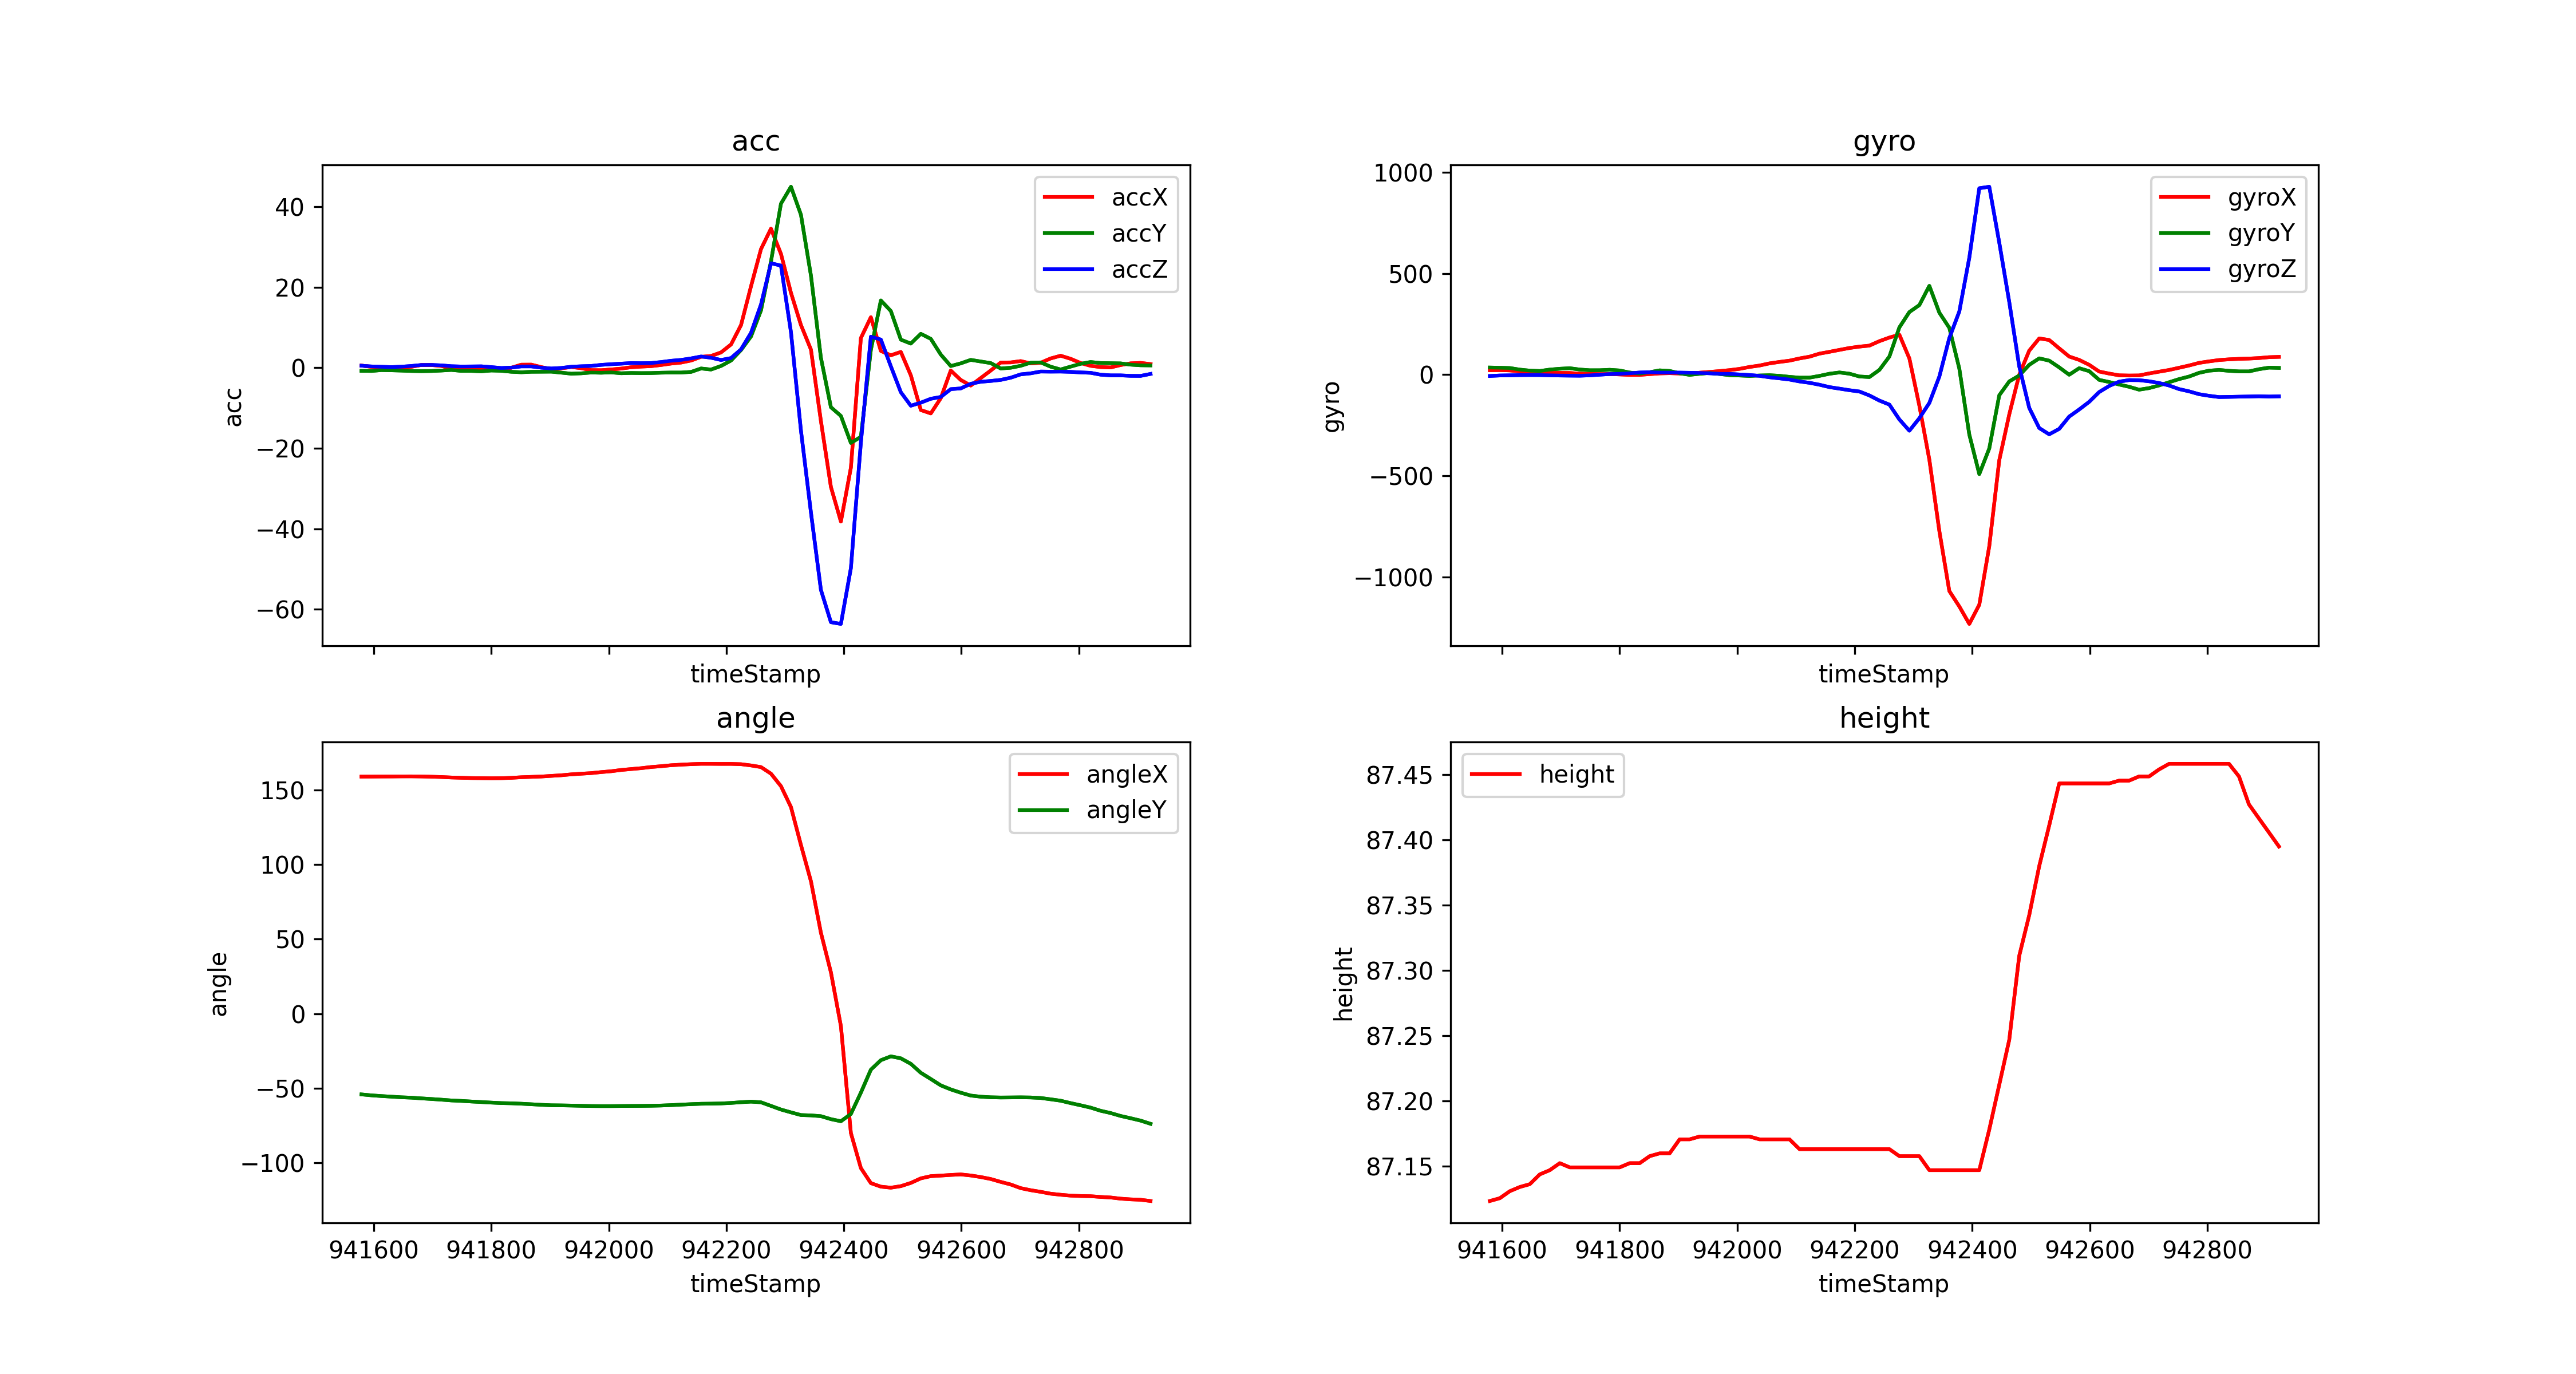 acc
acc
40
20
0
−20
−40
−60
accX
accY
accZ
timeStamp
gyro
gyro
1000
500
0
−500
−1000
gyroX
gyroY
gyroZ
timeStamp
angle
angle
150
100
50
0
−50
−100
angleX
angleY
941600 941800 942000 942200 942400 942600 942800
timeStamp
height
height
87.45
87.40
87.35
87.30
87.25
87.20
87.15
height
941600 941800 942000 942200 942400 942600 942800
timeStamp